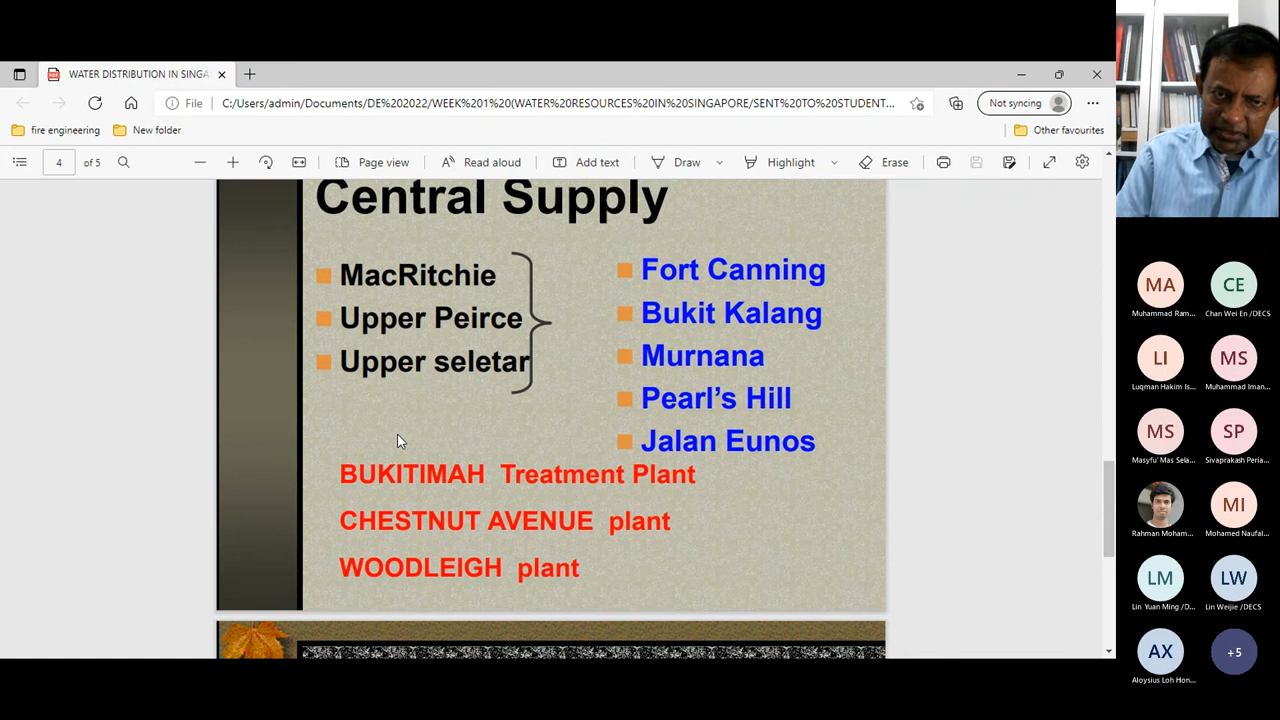 WATER DISTRIBUTION IN SINGA
File
C:/Users/admin/Documents/DE%202022/WEEK%201%20(WATER%20RESOURCES%20IN%20SINGAPORE/SENT%20TO%20STUDENT...
Not syncing
fire engineering
New folder
Other favourites
4 of 5
Page view
Read aloud
Add text
Draw
Highlight
Erase
Central Supply
MacRitchie
Upper Peirce
Upper seletar
Fort Canning
Bukit Kalang
Murnana
Pearl’s Hill
Jalan Eunos
BUKITIMAH Treatment Plant
CHESTNUT AVENUE plant
WOODLEIGH plant
MA
Muhammad Ram...
CE
Chan Wei En /DECS
LI
Luqman Hakim Is...
MS
Muhammad Iman...
MS
Masyfu' Mas Sela...
SP
Sivaprakash Peria...
Rahman Moham...
MI
Mohamed Naufal...
LM
Lin Yuan Ming /D...
LW
Lin Weijie /DECS
AX
Aloysius Loh Hon...
+5